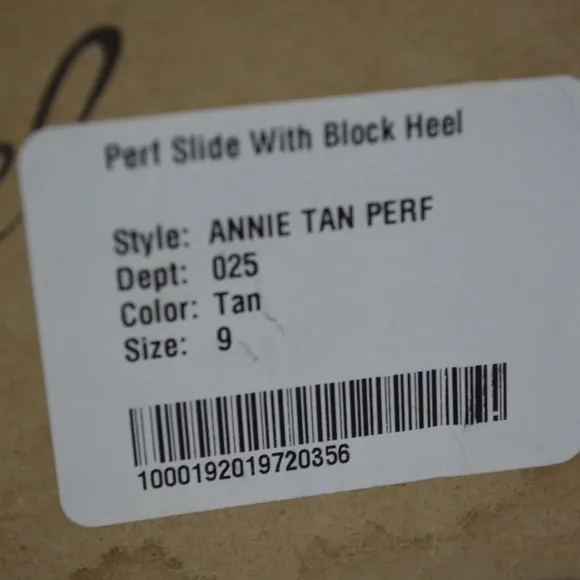 Perf Slide With Block Heel
Style: ANNIE TAN PERF
Dept: 025
Color: Tan
Size: 9
1000192019720356